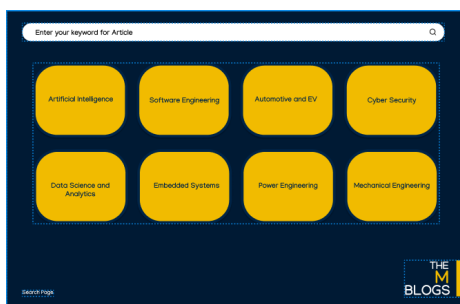 Enter your keyword for Article
Artificial Intelligence
Software Engineering
Automotive and EV
Cyber Security
Data Science and
Analytics
Embedded Systems
Power Engineering
Mechanical Engineering
Search Page
THE
M
BLOGS